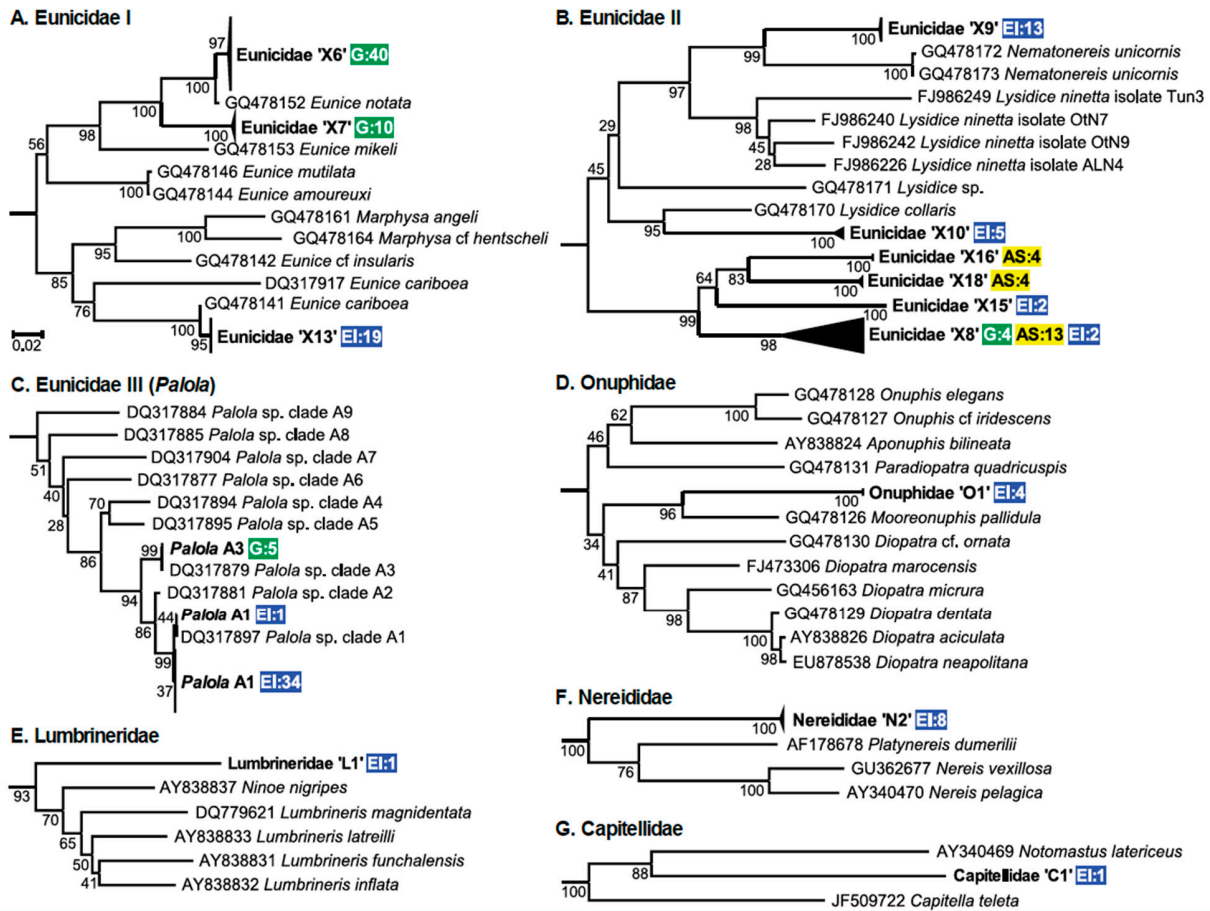 A. Eunicidae I
97
Eunicidae 'X6' G:40
100
GQ478152 Eunice notata
100
100
Eunicidae 'X7' G:10
56
98
GQ478153 Eunice mikeli
GQ478146 Eunice mutilata
100
GQ478144 Eunice amoureuxi
GQ478161 Marphysa angeli
100
GQ478164 Marphysa cf hentscheli
95
GQ478142 Eunice cf insularis
85
DQ317917 Eunice cariboea
76
GQ478141 Eunice cariboea
100
95
Eunicidae 'X13' EI:19
0.02
B. Eunicidae II
Eunicidae 'X9' EI:13
100
99
GQ478172 Nematonereis unicornis
100
GQ478173 Nematonereis unicornis
97
FJ986249 Lysidice ninetta isolate Tun3
98
FJ986240 Lysidice ninetta isolate OtN7
29
45
FJ986242 Lysidice ninetta isolate OtN9
28
FJ986226 Lysidice ninetta isolate ALN4
45
GQ478171 Lysidice sp.
GQ478170 Lysidice collaris
95
100
Eunicidae 'X10' EI:5
Eunicidae 'X16' AS:4
100
64
83
Eunicidae 'X18' AS:4
100
Eunicidae 'X15' EI:2
100
99
Eunicidae 'X8' G:4 AS:13 EI:2
98
C. Eunicidae III (Palola)
DQ317884 Palola sp. clade A9
DQ317885 Palola sp. clade A8
51
DQ317904 Palola sp. clade A7
40
DQ317877 Palola sp. clade A6
28
70
DQ317894 Palola sp. clade A4
DQ317895 Palola sp. clade A5
86
99
Palola A3 G:5
DQ317879 Palola sp. clade A3
94
DQ317881 Palola sp. clade A2
44
Palola A1 EI:1
86
DQ317897 Palola sp. clade A1
99
37
Palola A1 EI:34
D. Onuphidae
GQ478128 Onuphis elegans
62
100
GQ478127 Onuphis cf iridescens
46
AY838824 Aponuphis bilineata
GQ478131 Paradiopatra quadricuspis
Onuphidae 'O1' EI:4
100
96
GQ478126 Mooreonuphis pallidula
34
GQ478130 Diopatra cf. ornata
41
FJ473306 Diopatra marocensis
87
GQ456163 Diopatra micrura
98
GQ478129 Diopatra dentata
100
AY838826 Diopatra aciculata
98
EU878538 Diopatra neapolitana
E. Lumbrineridae
Lumbrineridae 'L1' EI:1
93
AY838837 Ninoe nigripes
70
DQ779621 Lumbrineris magnidentata
65
AY838833 Lumbrineris latreilli
50
AY838831 Lumbrineris funchalensis
41
AY838832 Lumbrineris inflata
F. Nereididae
Nereididae 'N2' EI:8
100
100
AF178678 Platynereis dumerilii
76
GU362677 Nereis vexillosa
100
AY340470 Nereis pelagica
G. Capitellidae
AY340469 Notomastus latericeus
88
Capitellidae 'C1' EI:1
100
JF509722 Capitella teleta